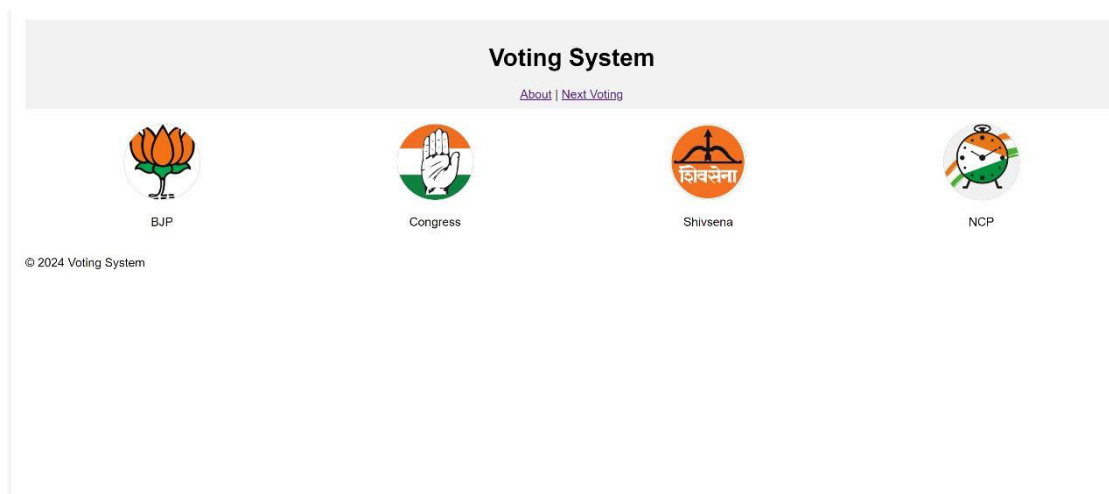 Voting System
About | Next Voting
शिवसेना
BJP
Congress
Shivsena
NCP
© 2024 Voting System